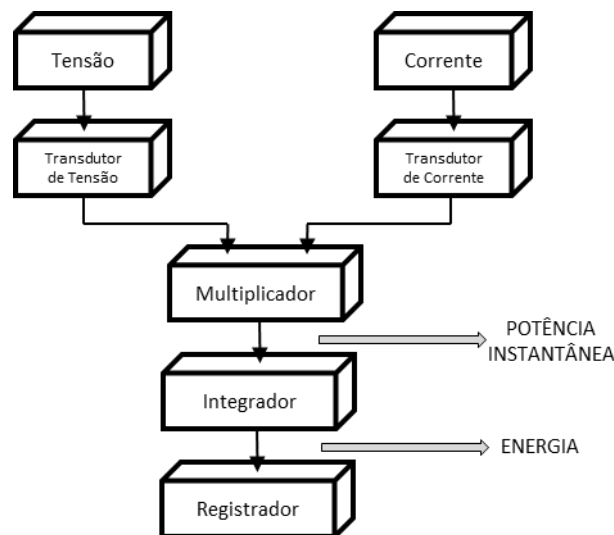 Tensão
Corrente
Transdutor
de Tensão
Transdutor
de Corrente
Multiplicador
POTÊNCIA
INSTANTÂNEA
Integrador
ENERGIA
Registrador